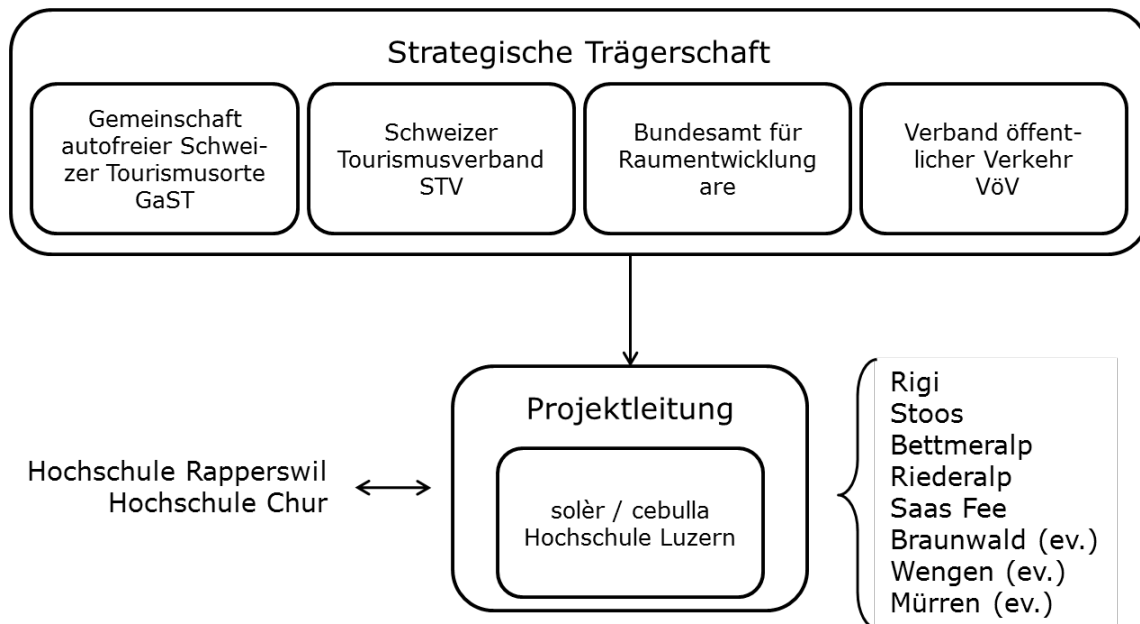 Strategische Trägerschaft
Gemeinschaft
autofreier Schwei-
zer Tourismusorte
GaST
Schweizer
Tourismusverband
STV
Bundesamt für
Raumentwicklung
are
Verband öffent-
licher Verkehr
VöV
Projektleitung
solèr / cebulla
Hochschule Luzern
Hochschule Rapperswil
Hochschule Chur
Rigi
Stoos
Bettmeralp
Riederalp
Saas Fee
Braunwald (ev.)
Wengen (ev.)
Mürren (ev.)